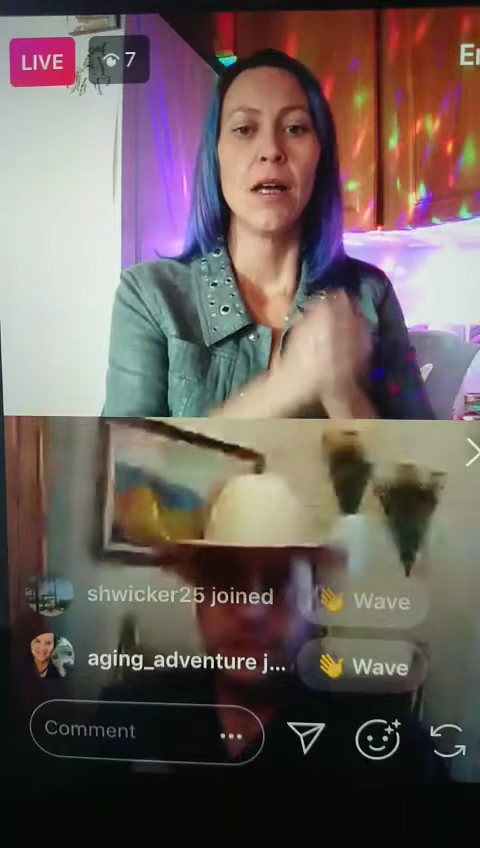 LIVE
7
Er
shwicker25 joined
Wave
aging_adventure j...
Wave
Comment